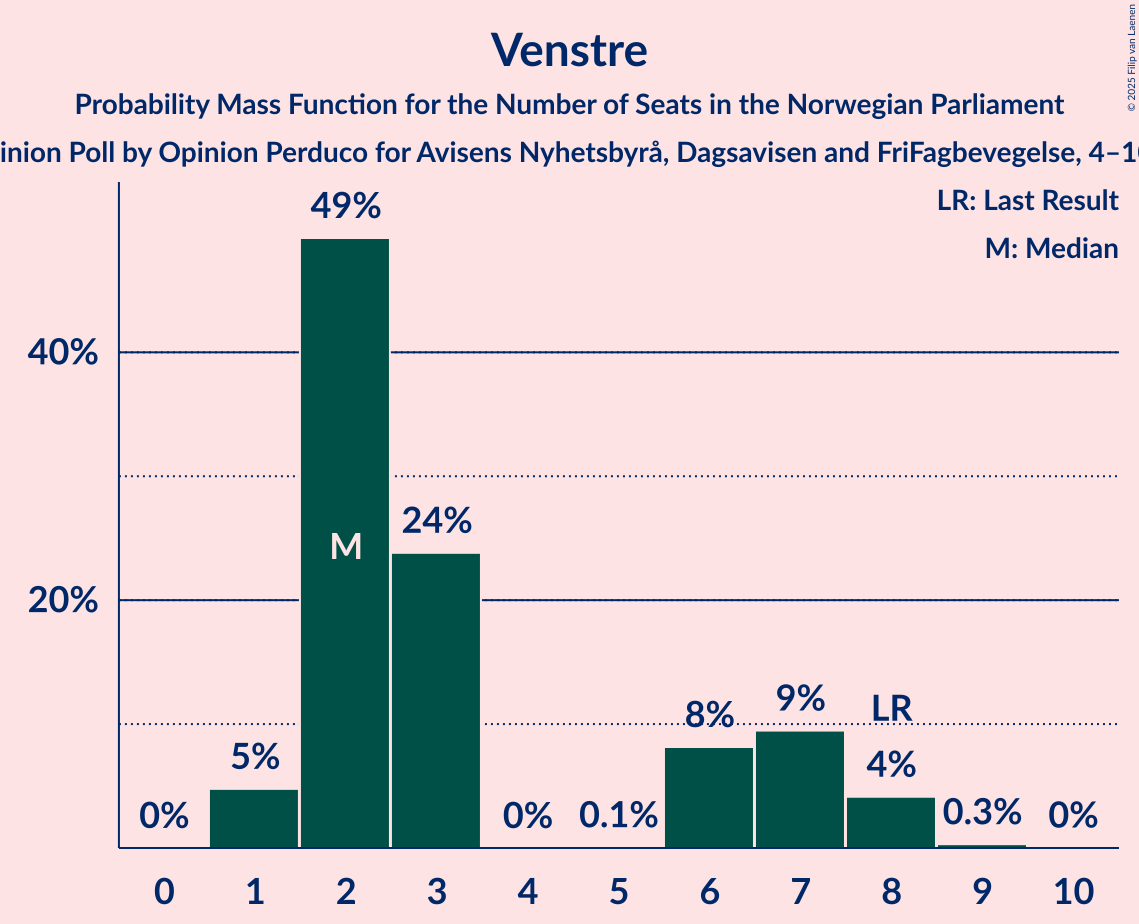 Venstre
Probability Mass Function for the Number of Seats in the Norwegian Parliament
Poll by Opinion Perduco for Avisens Nyhetsbyrå, Dagsavisen and FriFagbevegelse,
© 2025 Filip van Laenen
LR: Last Result
M: Median
49%
40%
24%
M
20%
9%
LR
8%
5%
4%
0%
0%
0.1%
0.3%
0%
0 1 2 3 4 5 6 7 8 9 10